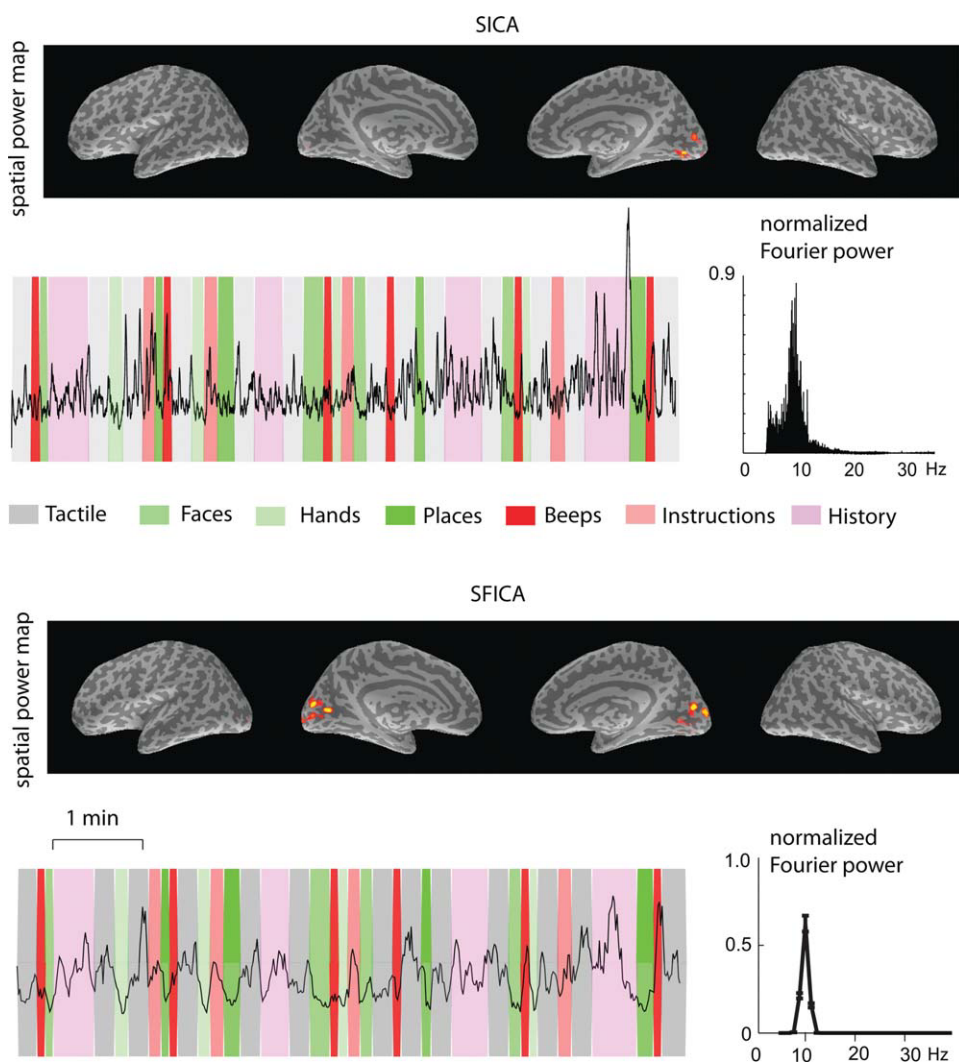 SICA
spatial power map
normalized
Fourier power
0.9
0 10 20 30 Hz
Tactile Faces Hands Places Beeps Instructions History
SFICA
spatial power map
1 min
normalized
Fourier power
1.0
0.5
0
0 10 20 30 Hz